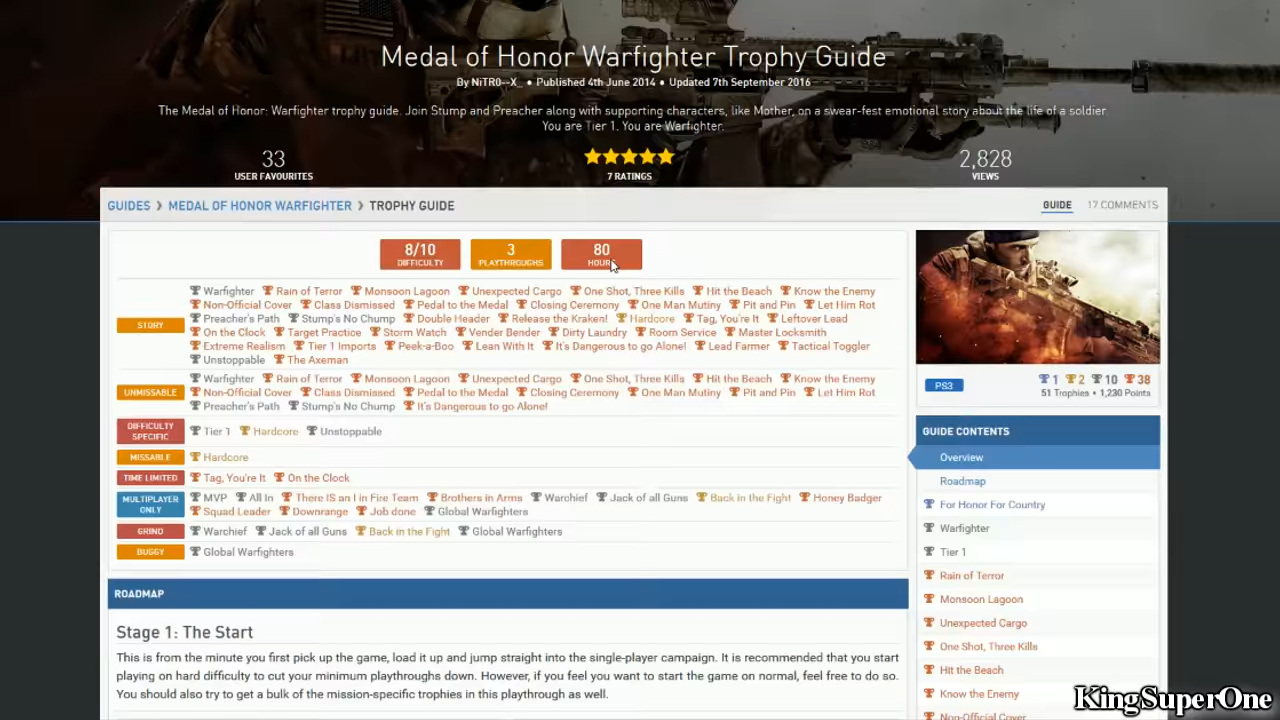 Medal of Honor Warfighter Trophy Guide
By NiTR0--X_ • Published 4th June 2014 • Updated 7th September 2016
The Medal of Honor: Warfighter trophy guide. Join Stump and Preacher along with supporting characters, like Mother, on a swear-fest emotional story about the life of a soldier.
You are Tier 1. You are Warfighter.
33
USER FAVOURITES
7 RATINGS
2,828
VIEWS
GUIDES > MEDAL OF HONOR WARFIGHTER > TROPHY GUIDE
GUIDE 17 COMMENTS
8/10
DIFFICULTY
3
PLAYTHROUGHS
80
HOURS
STORY
Warfighter Rain of Terror Monsoon Lagoon Unexpected Cargo One Shot, Three Kills Hit the Beach Know the Enemy
Non-Official Cover Class Dismissed Pedal to the Medal Closing Ceremony One Man Mutiny Pit and Pin Let Him Rot
Preacher's Path Stump's No Chump Double Header Release the Kraken! Hardcore Tag, You're It Leftover Lead
On the Clock Target Practice Storm Watch Vender Bender Dirty Laundry Room Service Master Locksmith
Extreme Realism Tier 1 Imports Peek-a-Boo Lean With It It's Dangerous to go Alone! Lead Farmer Tactical Toggler
Unstoppable The Axeman
UNMISSABLE
Warfighter Rain of Terror Monsoon Lagoon Unexpected Cargo One Shot, Three Kills Hit the Beach Know the Enemy
Non-Official Cover Class Dismissed Pedal to the Medal Closing Ceremony One Man Mutiny Pit and Pin Let Him Rot
Preacher's Path Stump's No Chump It's Dangerous to go Alone!
DIFFICULTY
SPECIFIC
Tier 1 Hardcore Unstoppable
MISSABLE
Hardcore
TIME LIMITED
Tag, You're It On the Clock
MULTIPLAYER
ONLY
MVP All In There IS an I in Fire Team Brothers in Arms Warchief Jack of all Guns Back in the Fight Honey Badger
Squad Leader Downrange Job done Global Warfighters
GRIND
Warchief Jack of all Guns Back in the Fight Global Warfighters
BUGGY
Global Warfighters
ROADMAP
Stage 1: The Start
This is from the minute you first pick up the game, load it up and jump straight into the single-player campaign. It is recommended that you start
playing on hard difficulty to cut your minimum playthroughs down. However, if you feel you want to start the game on normal, feel free to do so.
You should also try to get a bulk of the mission-specific trophies in this playthrough as well.
PS3
1 2 10 38
51 Trophies • 1,230 Points
GUIDE CONTENTS
Overview
Roadmap
For Honor For Country
Warfighter
Tier 1
Rain of Terror
Monsoon Lagoon
Unexpected Cargo
One Shot, Three Kills
Hit the Beach
Know the Enemy
Non-Official Cover
KingSuperOne